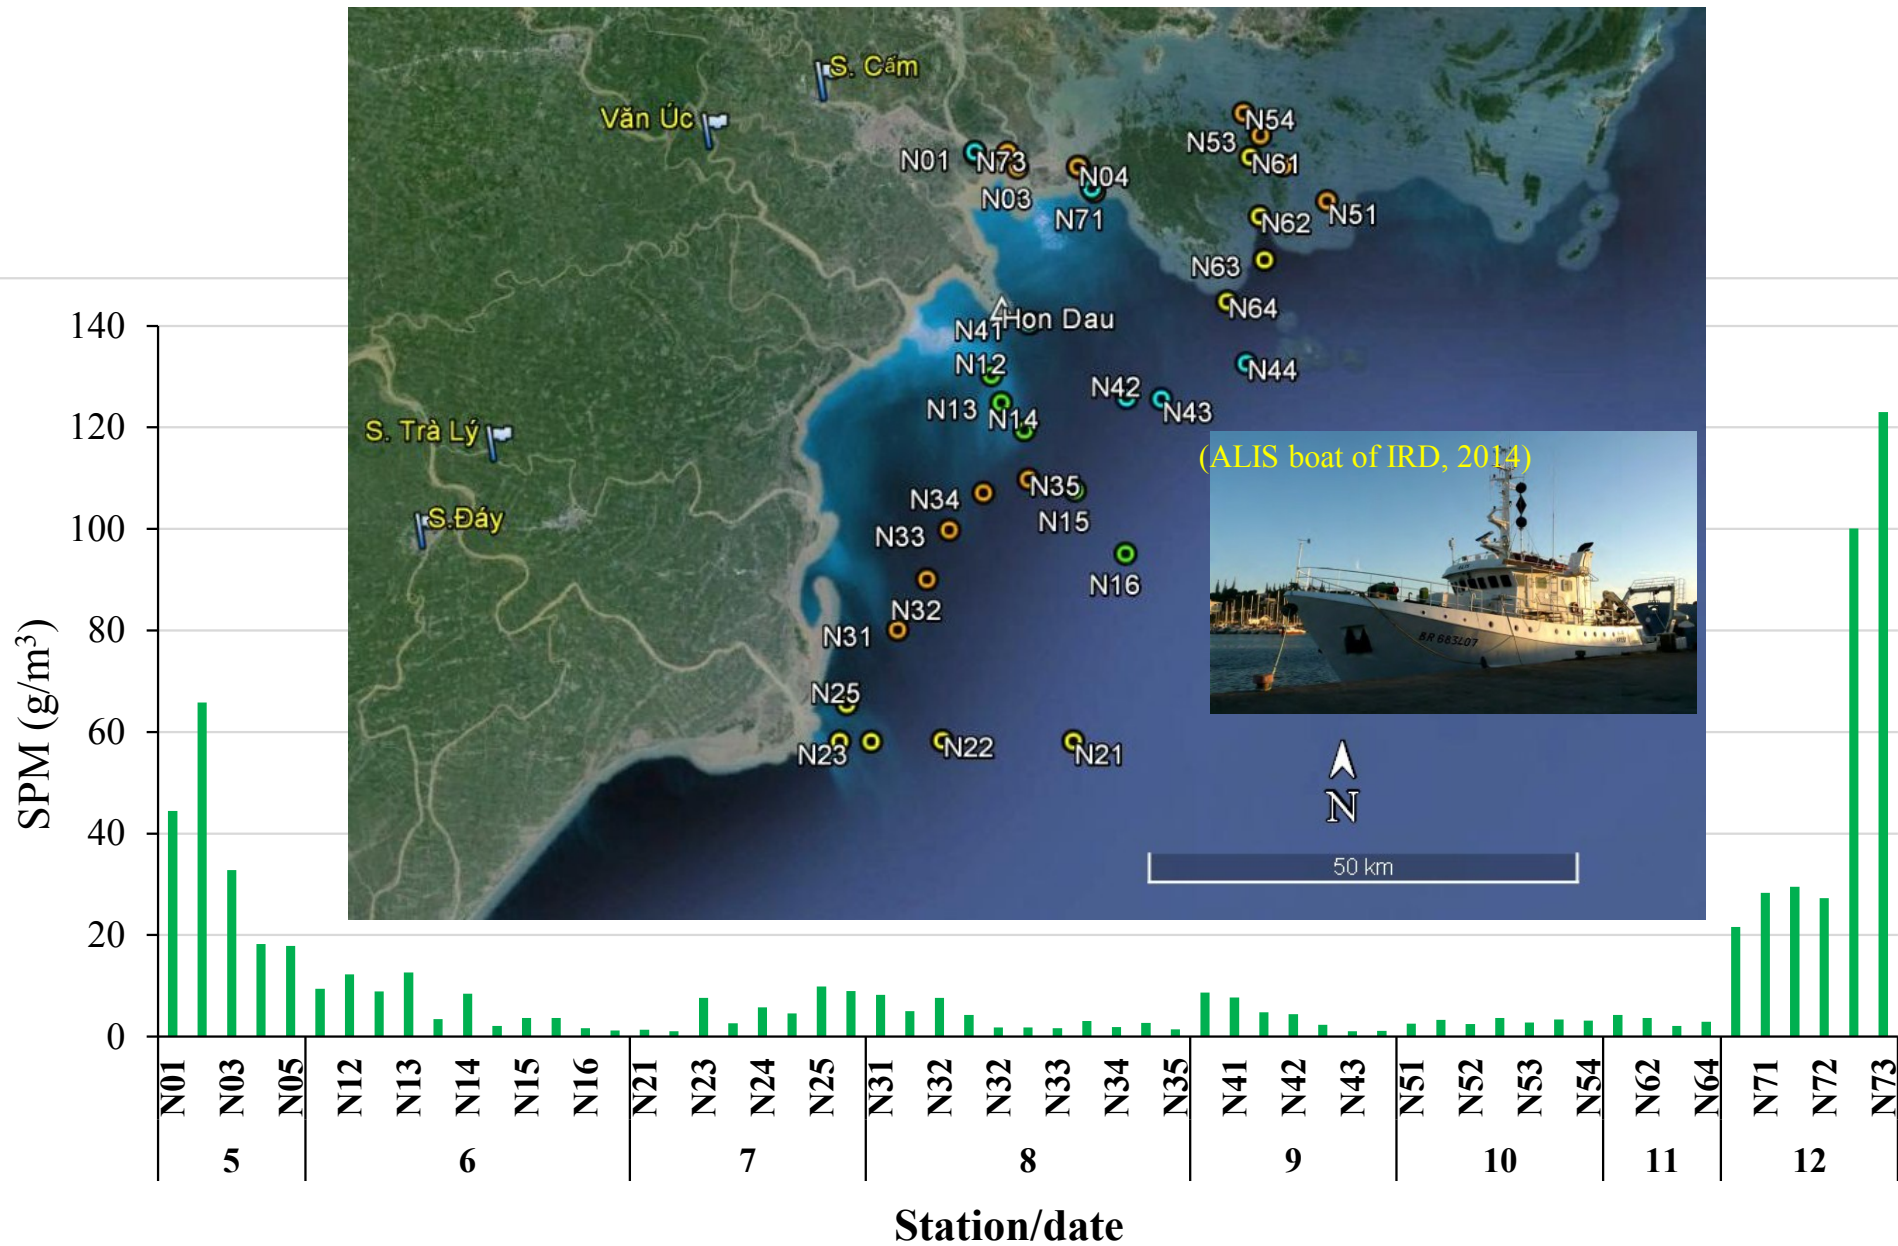 S. Cấm
Văn Úc
N54
N53
N01
N73
N61
N04
N03
N71
N62
N51
N63
N64
Hon Dau
N41
N12
N44
N42
N13
N14
N43
S. Trà Lý
(ALIS boat of IRD, 2014)
N34
N35
S.Đáy
N15
N33
N16
N32
N31
BR 683207
N25
N23
N22
N21
N
50 km
SPM (g/m³)
140
120
100
80
60
40
20
0
N01 N03 N05 N12 N13 N14 N15 N16 N21 N23 N24 N25 N31 N32 N32 N33 N34 N35 N41 N42 N43 N51 N52 N53 N54 N62 N64 N71 N72 N73
5 6 7 8 9 10 11 12
Station/date